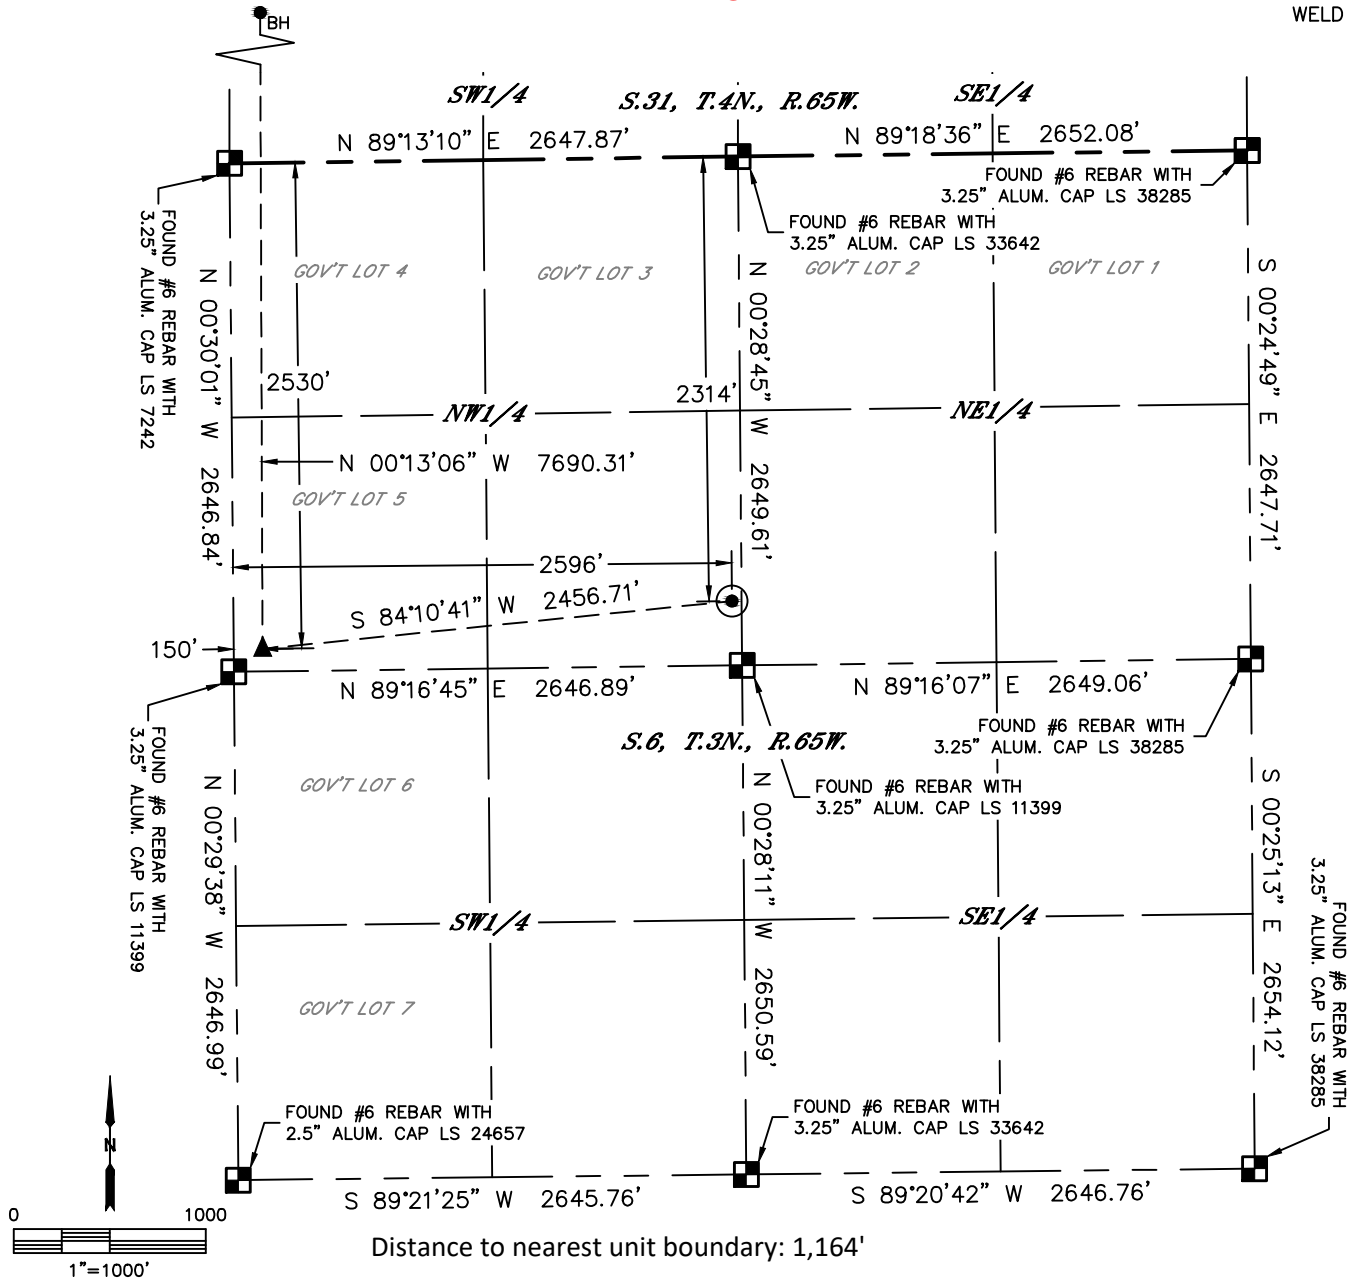 BH
WELD
SW1/4
S.31, T.4N., R.65W.
SE1/4
N 89°13'10" E 2647.87'
N 89°18'36" E 2652.08'
FOUND #6 REBAR WITH
3.25" ALUM. CAP LS 38285
FOUND #6 REBAR WITH
3.25" ALUM. CAP LS 33642
FOUND #6 REBAR WITH
3.25" ALUM. CAP LS 7242
GOV'T LOT 4
GOV'T LOT 3
GOV'T LOT 2
GOV'T LOT 1
N 00°30'01" W 2646.84'
N 00°28'45" W 2649.61'
S 00°24'49" E 2647.71'
2530'
2314'
NW1/4
NE1/4
N 00°13'06" W 7690.31'
GOV'T LOT 5
2596'
S 84°10'41" W 2456.71'
150'
N 89°16'45" E 2646.89'
N 89°16'07" E 2649.06'
FOUND #6 REBAR WITH
3.25" ALUM. CAP LS 11399
S.6, T.3N., R.65W.
FOUND #6 REBAR WITH
3.25" ALUM. CAP LS 38285
FOUND #6 REBAR WITH
3.25" ALUM. CAP LS 11399
GOV'T LOT 6
N 00°29'38" W 2646.99'
N 00°28'11" W 2650.59'
S 00°25'13" E 2654.12'
FOUND #6 REBAR WITH
3.25" ALUM. CAP LS 38285
SW1/4
SE1/4
GOV'T LOT 7
FOUND #6 REBAR WITH
2.5" ALUM. CAP LS 24657
FOUND #6 REBAR WITH
3.25" ALUM. CAP LS 33642
N
S 89°21'25" W 2645.76'
S 89°20'42" W 2646.76'
0 1000
1"=1000'
Distance to nearest unit boundary: 1,164'